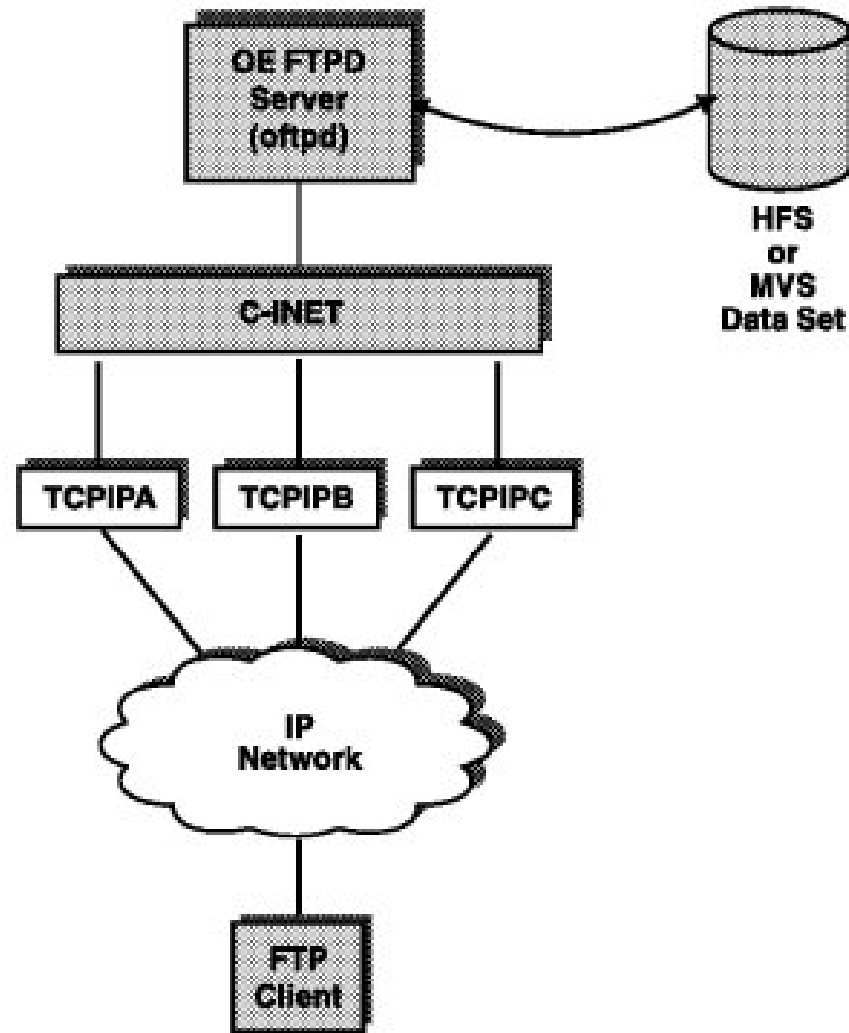 OE FTPD
Server
(oftpd)
HFS
or
MVS
Data Set
C-INET
TCPIPA
TCPIPB
TCPIPC
IP
Network
FTP
Client